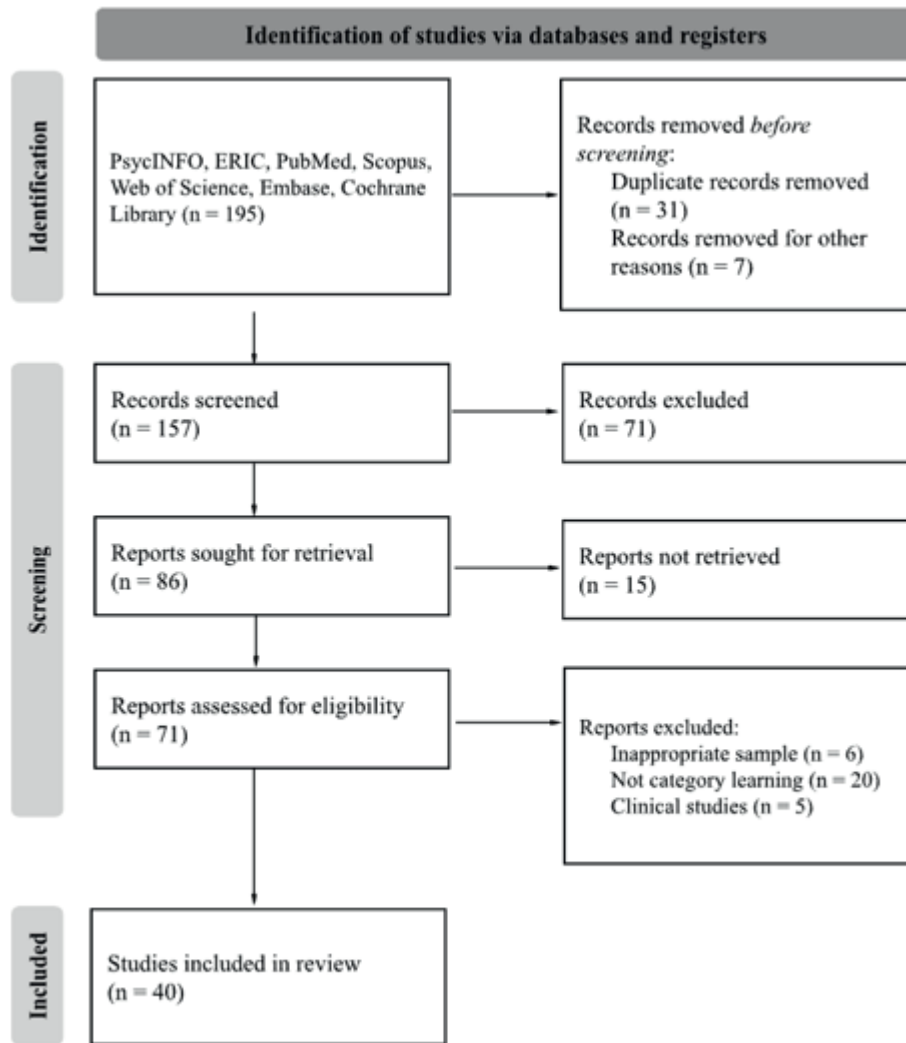 Identification of studies via databases and registers
Identification
PsycINFO, ERIC, PubMed, Scopus,
Web of Science, Embase, Cochrane
Library (n = 195)
Records removed before
screening:
Duplicate records removed
(n = 31)
Records removed for other
reasons (n = 7)
Screening
Records screened
(n = 157)
Records excluded
(n = 71)
Reports sought for retrieval
(n = 86)
Reports not retrieved
(n = 15)
Reports assessed for eligibility
(n = 71)
Reports excluded:
Inappropriate sample (n = 6)
Not category learning (n = 20)
Clinical studies (n = 5)
Included
Studies included in review
(n = 40)